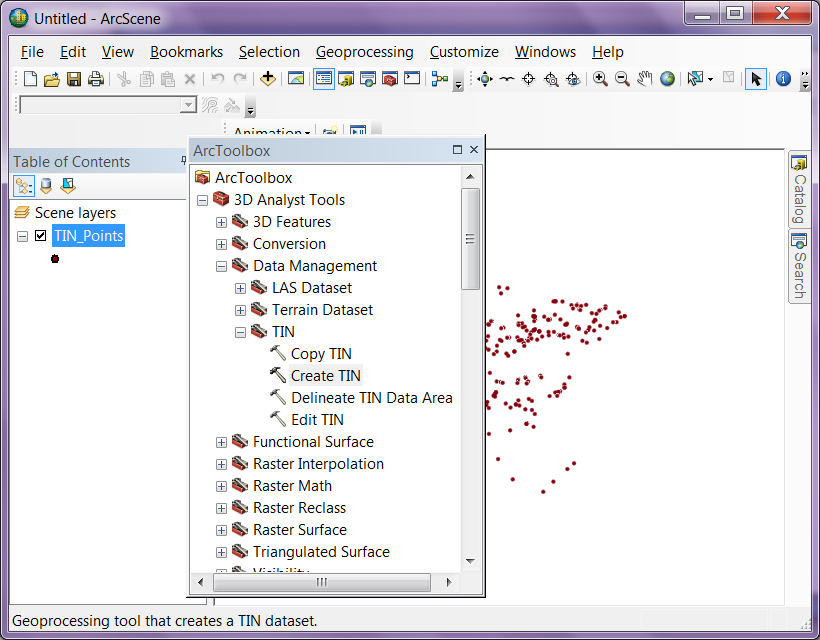 Untitled - ArcScene
File Edit View Bookmarks Selection Geoprocessing Customize Windows Help
Animation
Table of Contents
Scene layers
TIN_Points
ArcToolbox
ArcToolbox
3D Analyst Tools
3D Features
Conversion
Data Management
LAS Dataset
Terrain Dataset
TIN
Copy TIN
Create TIN
Delineate TIN Data Area
Edit TIN
Functional Surface
Raster Interpolation
Raster Math
Raster Reclass
Raster Surface
Triangulated Surface
Visibility
Catalog
Search
Geoprocessing tool that creates a TIN dataset.